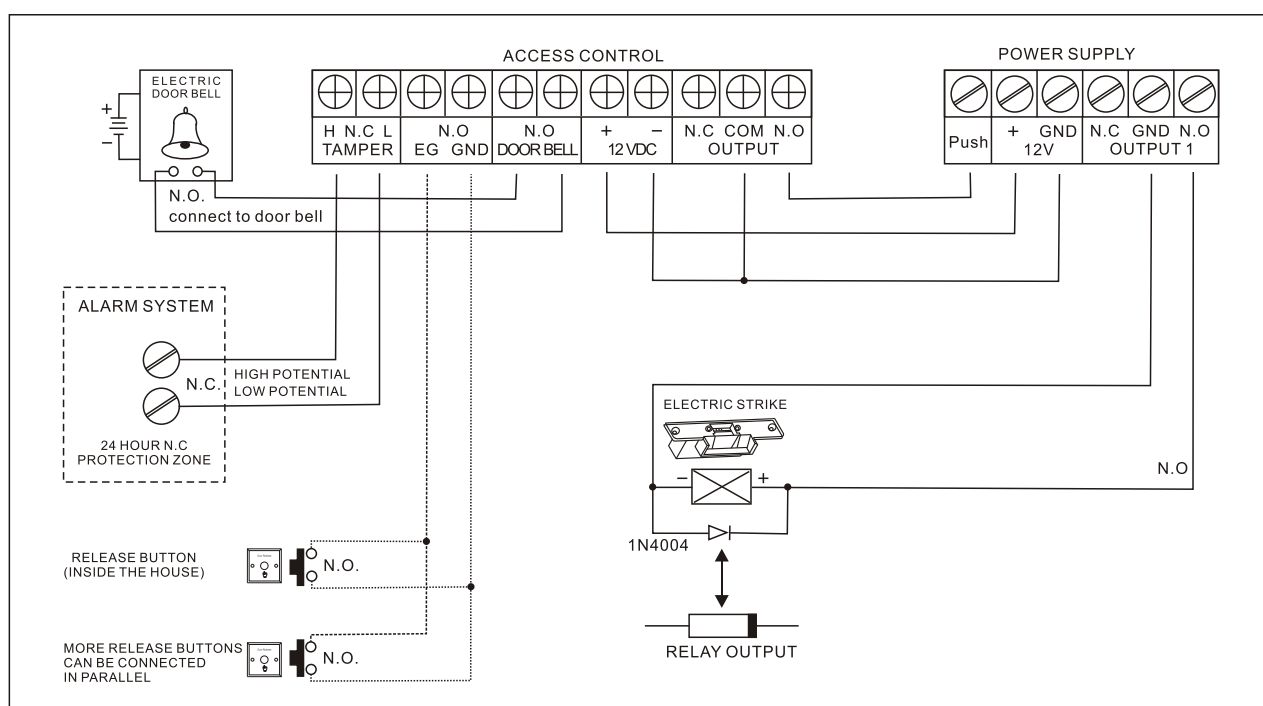 ACCESS CONTROL
POWER SUPPLY
ELECTRIC
DOOR BELL
+
−
H N.C L
TAMPER
N.O
EG GND
N.O
DOOR BELL
+ −
12 VDC
N.C COM N.O
OUTPUT
Push
+ GND
12V
N.C GND N.O
OUTPUT 1
N.O.
connect to door bell
ALARM SYSTEM
N.C.
HIGH POTENTIAL
LOW POTENTIAL
24 HOUR N.C
PROTECTION ZONE
ELECTRIC STRIKE
− +
N.O
1N4004
RELAY OUTPUT
RELEASE BUTTON
(INSIDE THE HOUSE)
N.O.
MORE RELEASE BUTTONS
CAN BE CONNECTED
IN PARALLEL
N.O.